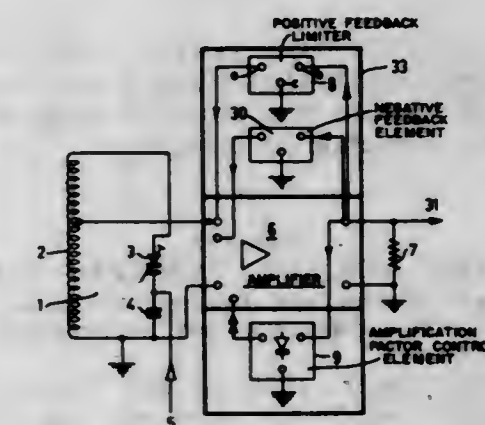 POSITIVE FEEDBACK
LIMITER
33
8
30
NEGATIVE
FEEDBACK
ELEMENT
31
2
3
6
AMPLIFIER
7
1
4
9
AMPLIFICATION
FACTOR CONTRO
ELEMENT
5